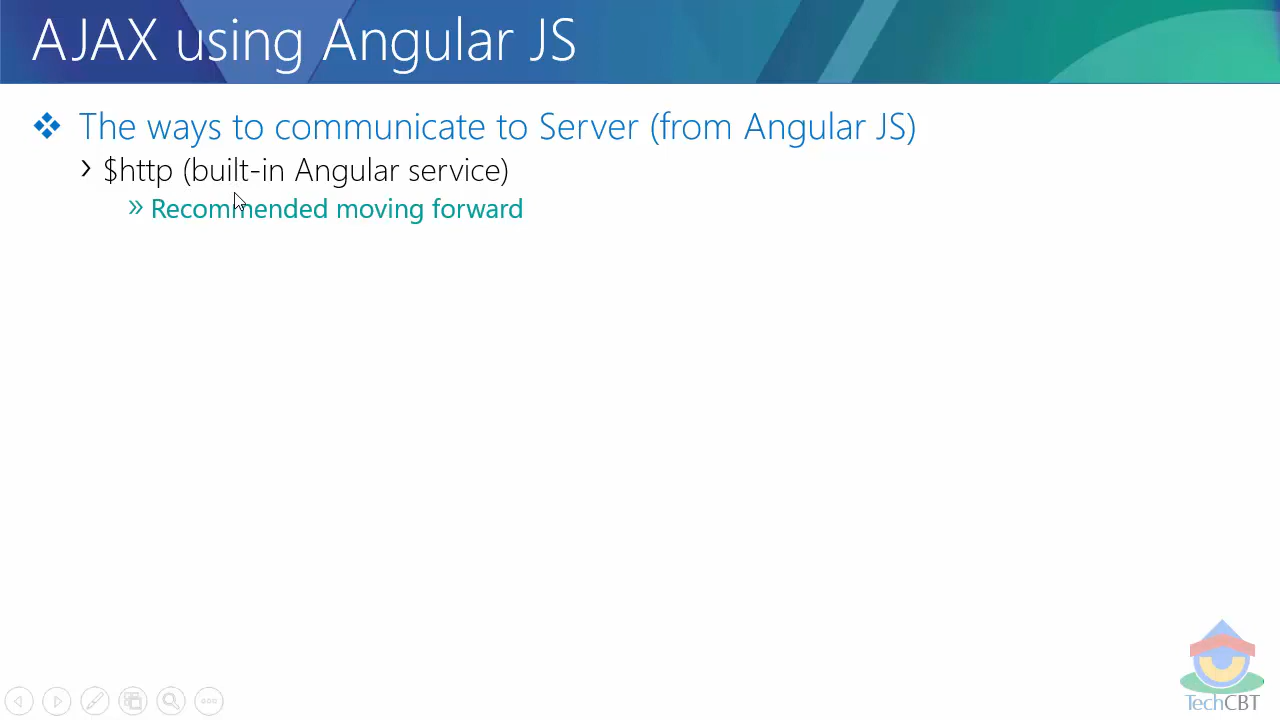 AJAX using Angular JS
The ways to communicate to Server (from Angular JS)
$http (built-in Angular service)
Recommended moving forward
TechCBT